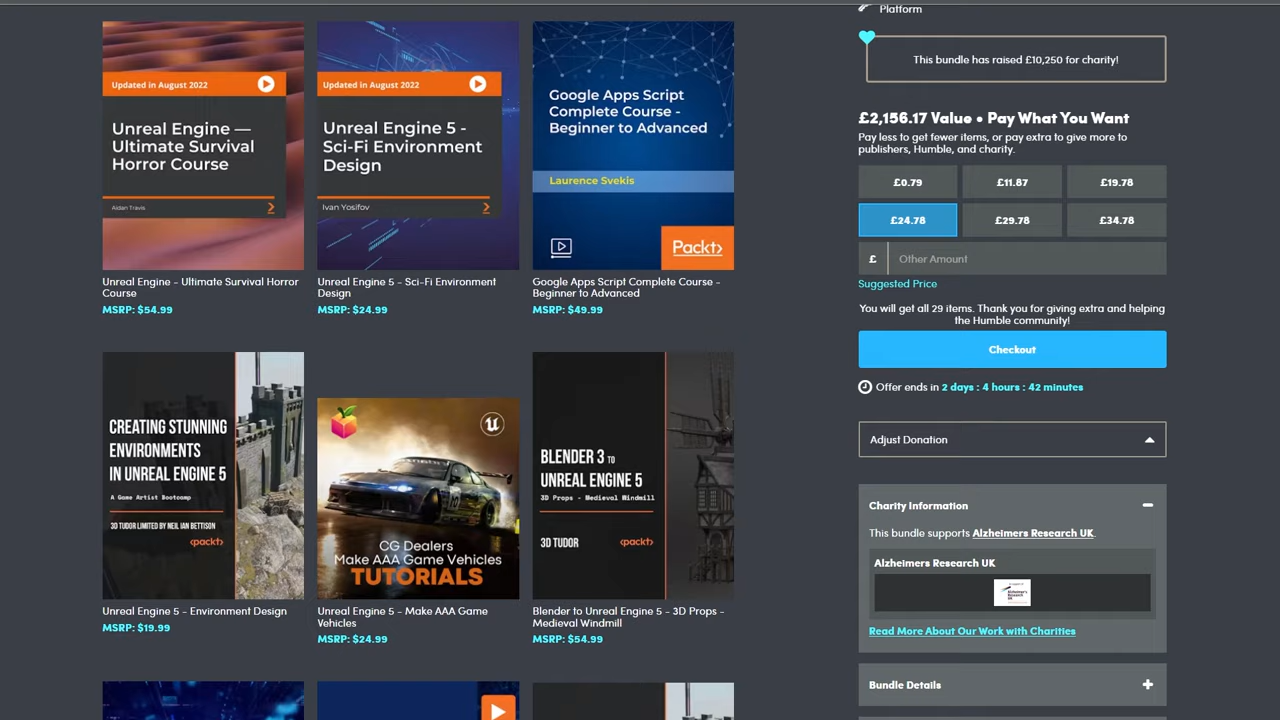 Updated in August 2022
Unreal Engine —
Ultimate Survival
Horror Course
Aidan Travis
Unreal Engine - Ultimate Survival Horror
Course
MSRP: $54.99
Updated in August 2022
Unreal Engine 5 -
Sci-Fi Environment
Design
Ivan Yosifov
Unreal Engine 5 - Sci-Fi Environment
Design
MSRP: $24.99
Google Apps Script
Complete Course -
Beginner to Advanced
Laurence Svekis
Packt>
Google Apps Script Complete Course -
Beginner to Advanced
MSRP: $49.99
CREATING STUNNING
ENVIRONMENTS
IN UNREAL ENGINE 5
A Game Artist Bootcamp
3D TUDOR LIMITED BY NEIL IAN BETTISON
<packt>
Unreal Engine 5 - Environment Design
MSRP: $19.99
CG Dealers
Make AAA Game Vehicles
TUTORIALS
Unreal Engine 5 - Make AAA Game
Vehicles
MSRP: $24.99
BLENDER 3 TO
UNREAL ENGINE 5
3D Props - Medieval Windmill
3D TUDOR
<packt>
Blender to Unreal Engine 5 - 3D Props -
Medieval Windmill
MSRP: $54.99
Platform
This bundle has raised £10,250 for charity!
£2,156.17 Value • Pay What You Want
Pay less to get fewer items, or pay extra to give more to
publishers, Humble, and charity.
£0.79
£11.87
£19.78
£24.78
£29.78
£34.78
£
Other Amount
Suggested Price
You will get all 29 items. Thank you for giving extra and helping
the Humble community!
Checkout
Offer ends in 2 days : 4 hours : 42 minutes
Adjust Donation
Charity Information
This bundle supports Alzheimers Research UK.
Alzheimers Research UK
Read More About Our Work with Charities
Bundle Details